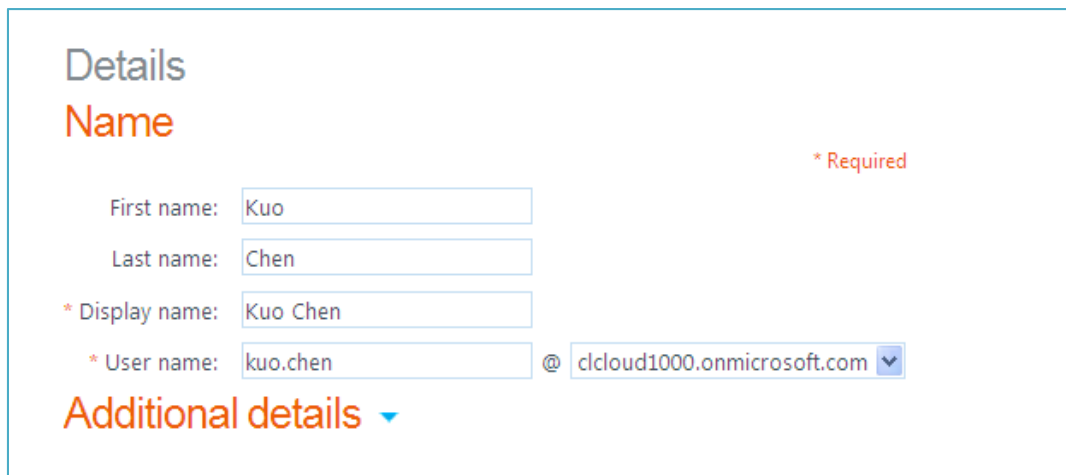 Details
Name
* Required
First name: Kuo
Last name: Chen
* Display name: Kuo Chen
* User name: kuo.chen @ clcloud1000.onmicrosoft.com
Additional details